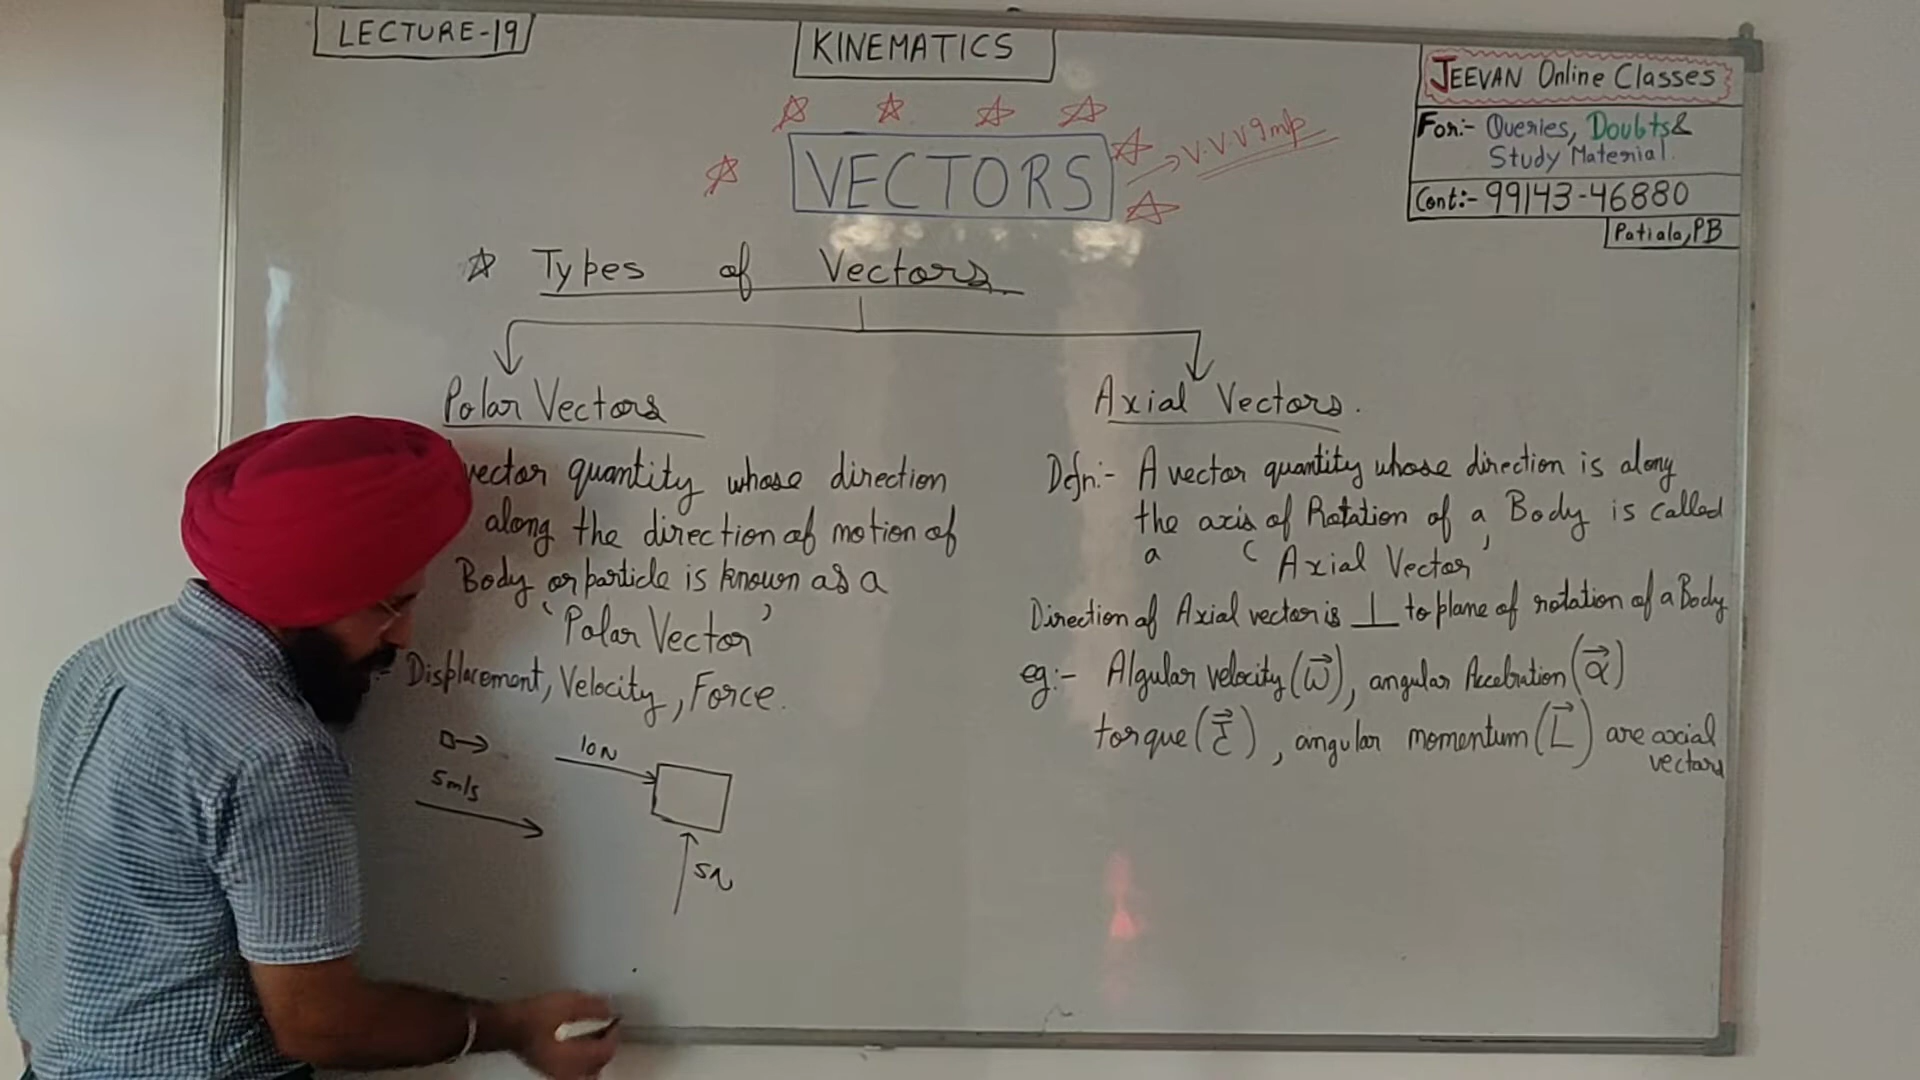 LECTURE-19
KINEMATICS
JEEVAN Online Classes
For:- Queries, Doubts &
Study Material.
Cont:- 99143-46880
Patiala, PB
VECTORS
V.V.V Imp
Types of Vectors
Polar Vectors
vector quantity whose direction
along the direction of motion of
Body or particle is known as a
'Polar Vector'
Displacement, Velocity, Force.
5m/s
10N
5N
Axial Vectors.
Defn:- A vector quantity whose direction is along
the axis of Rotation of a Body is called
a 'Axial Vector'
Direction of Axial vector is ⊥ to plane of rotation of a Body
eg:- Algular velocity (ω⃗), angular Accelration (α⃗)
torque (τ⃗), angular momentum (L⃗) are axial
vectors